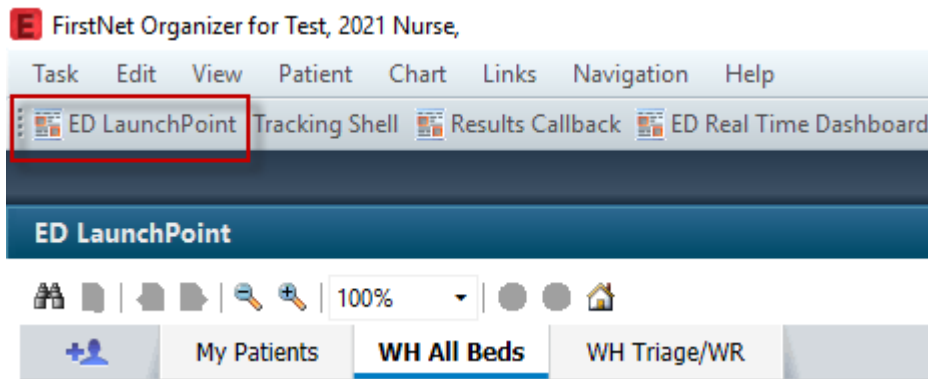 E FirstNet Organizer for Test, 2021 Nurse,
Task Edit View Patient Chart Links Navigation Help
ED LaunchPoint Tracking Shell Results Callback ED Real Time Dashboard
ED LaunchPoint
100%
My Patients WH All Beds WH Triage/WR